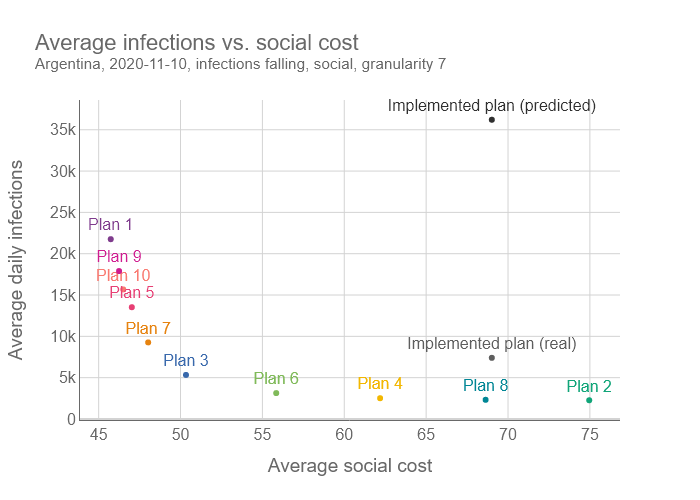 Average infections vs. social cost
Argentina, 2020-11-10, infections falling, social, granularity 7
Implemented plan (predicted)
35k
30k
25k
Plan 1
20k
Plan 9
Plan 10
15k
Plan 5
10k
Plan 7
Implemented plan (real)
Plan 3
5k
Plan 6
Plan 4
Plan 8
Plan 2
0
45
50
55
60
65
70
75
Average social cost
Average daily infections